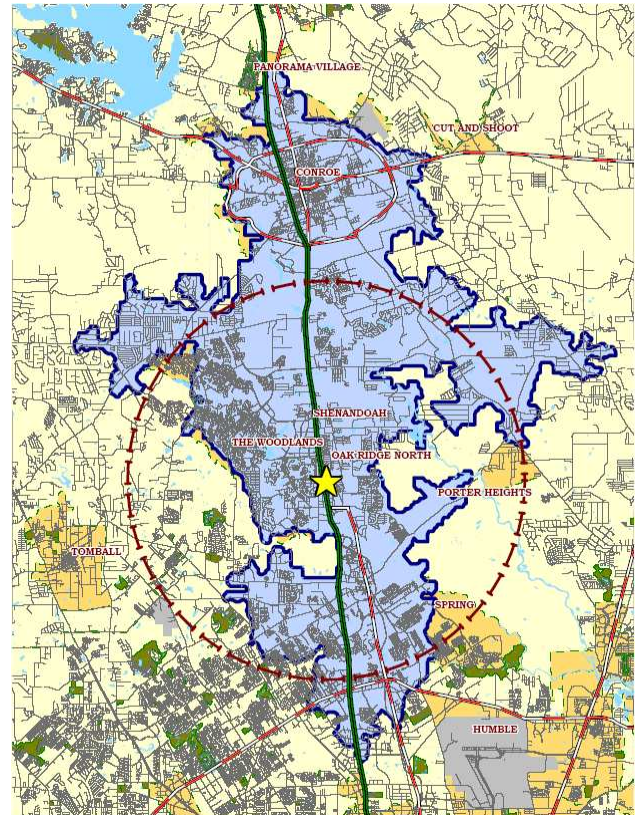 PANORAMA VILLAGE
CUT AND SHOOT
CONROE
SHENANDOAH
THE WOODLANDS
OAK RIDGE NORTH
PORTER HEIGHTS
TOMBALL
SPRING
HUMBLE